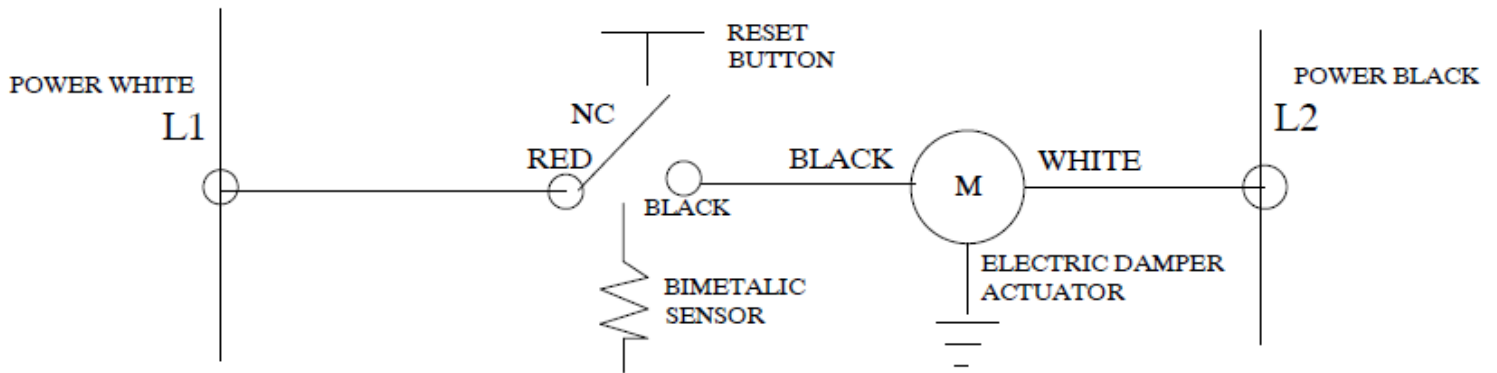 RESET
BUTTON
POWER WHITE
L1
POWER BLACK
L2
NC
RED
BLACK
BLACK
M
WHITE
BIMETALIC
SENSOR
ELECTRIC DAMPER
ACTUATOR